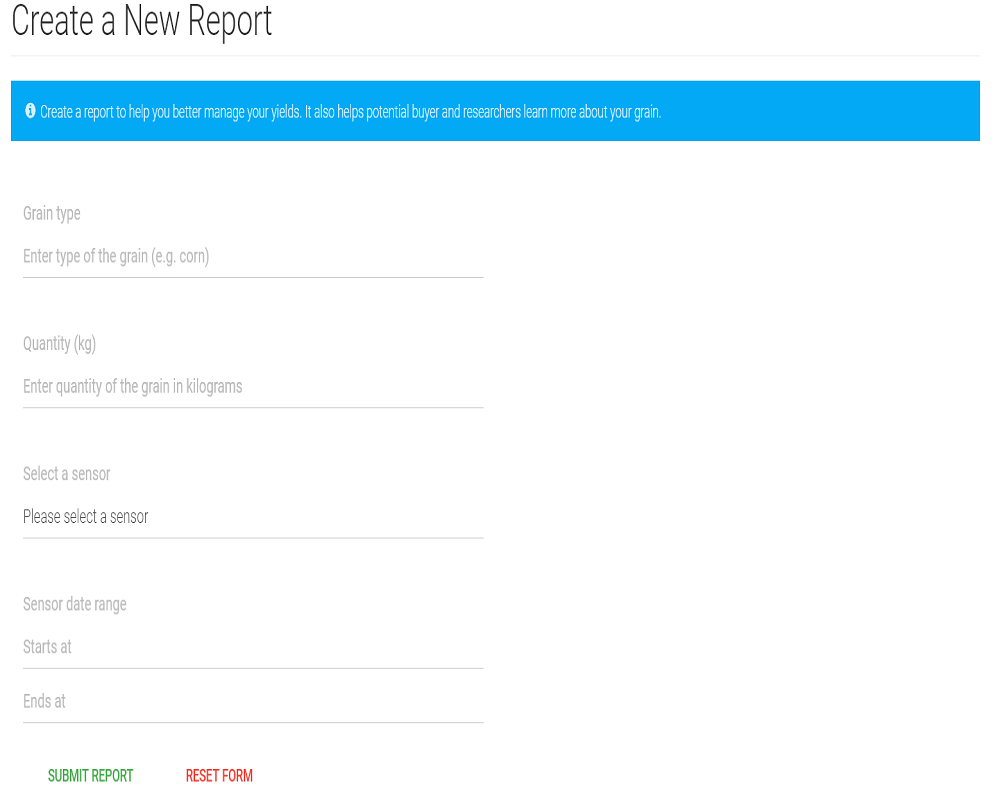 Create a New Report
Create a report to help you better manage your yields. It also helps potential buyer and researchers learn more about your grain.
Grain type
Enter type of the grain (e.g. corn)
Quantity (kg)
Enter quantity of the grain in kilograms
Select a sensor
Please select a sensor
Sensor date range
Starts at
Ends at
SUBMIT REPORT RESET FORM